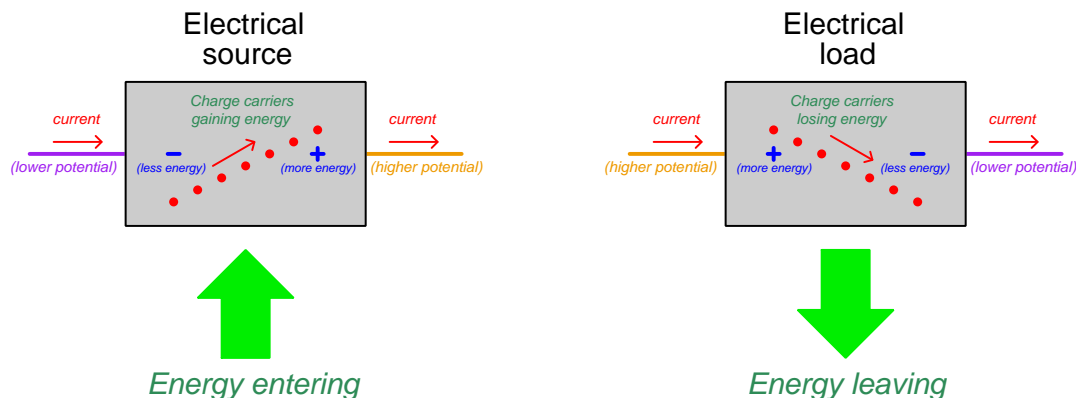 Electrical
source
Charge carriers
gaining energy
current
current
(lower potential)
−
(less energy)
+
(more energy)
(higher potential)
Energy entering
Electrical
load
Charge carriers
losing energy
current
current
(higher potential)
+
(more energy)
−
(less energy)
(lower potential)
Energy leaving